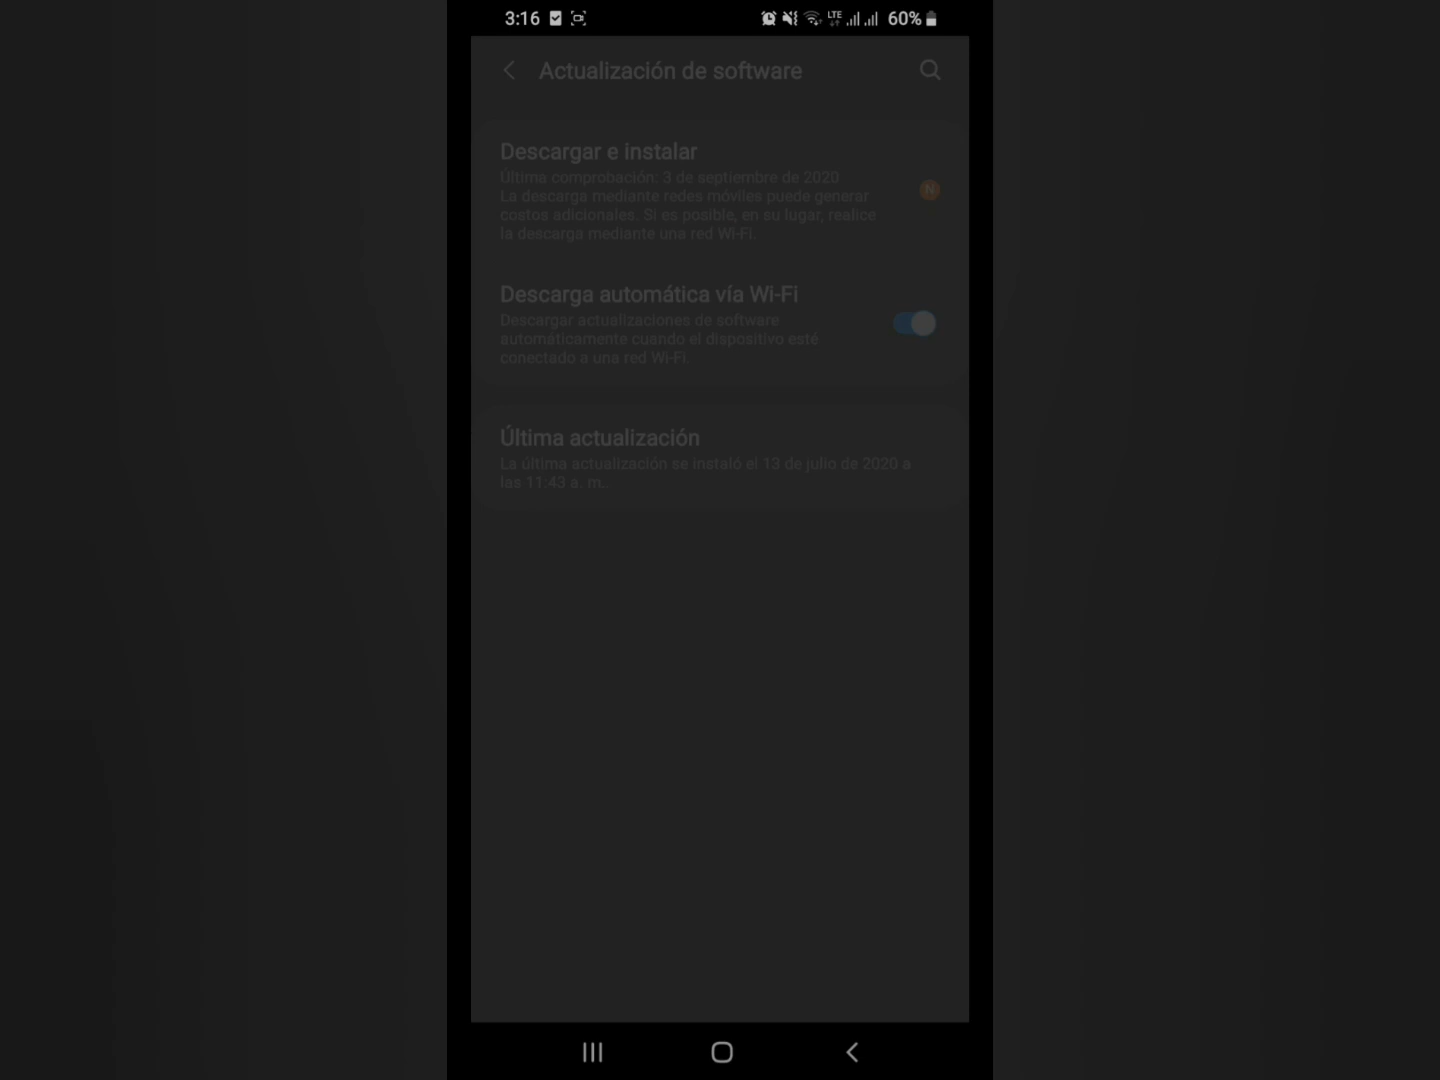 3:16
LTE
60%
Actualización de software
Descargar e instalar
Última comprobación: 3 de septiembre de 2020
La descarga mediante redes móviles puede generar
costos adicionales. Si es posible, en su lugar, realice
la descarga mediante una red Wi-Fi.
N
Descarga automática vía Wi-Fi
Descargar actualizaciones de software
automáticamente cuando el dispositivo esté
conectado a una red Wi-Fi.
Última actualización
La última actualización se instaló el 13 de julio de 2020 a
las 11:43 a. m..